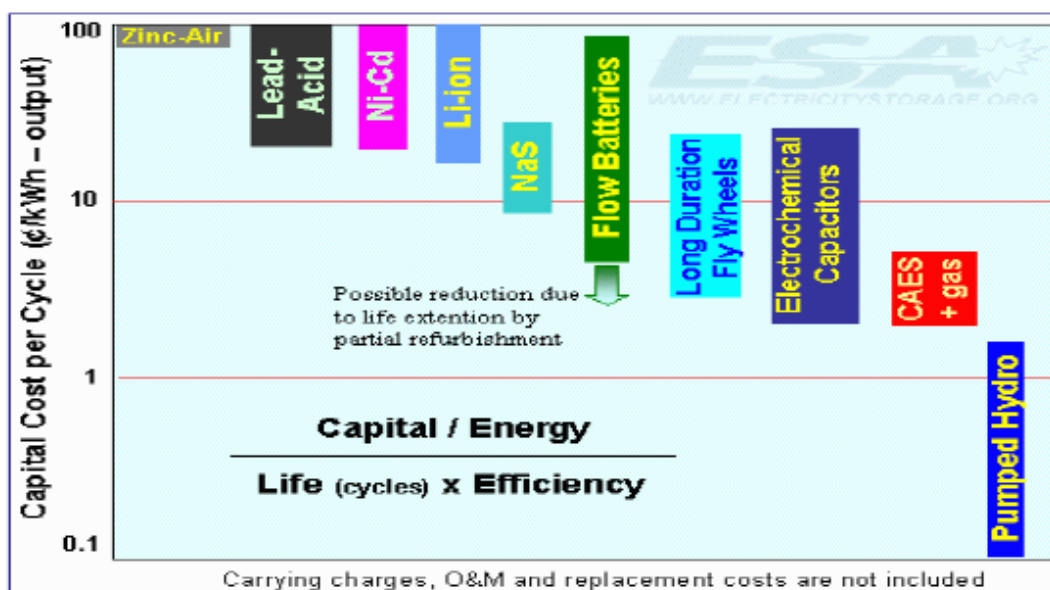 Capital Cost per Cycle (¢/kWh – output)
100
10
1
0.1
Zinc-Air
Lead-
Acid
Ni-Cd
Li-ion
NaS
Flow Batteries
Long Duration
Fly Wheels
Electrochemical
Capacitors
CAES
+ gas
Pumped Hydro
ESA
WWW.ELECTRICITYSTORAGE.ORG
Possible reduction due
to life extention by
partial refurbishment
Capital / Energy
Life (cycles) x Efficiency
Carrying charges, O&M and replacement costs are not included